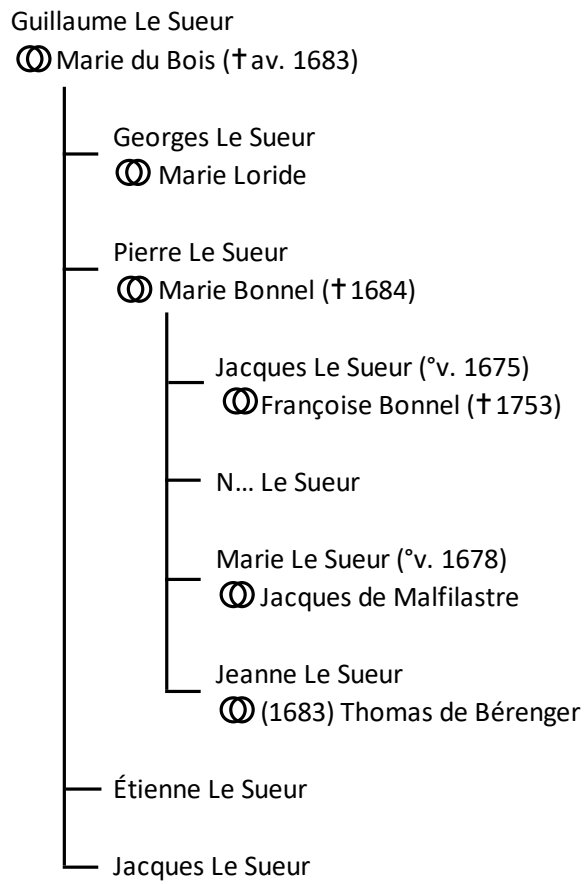 Guillaume Le Sueur
Marie du Bois (†av. 1683)
Georges Le Sueur
Marie Loride
Pierre Le Sueur
Marie Bonnel (†1684)
Jacques Le Sueur (°v. 1675)
Françoise Bonnel (†1753)
N... Le Sueur
Marie Le Sueur (°v. 1678)
Jacques de Malfilastre
Jeanne Le Sueur
(1683) Thomas de Bérenger
Étienne Le Sueur
Jacques Le Sueur